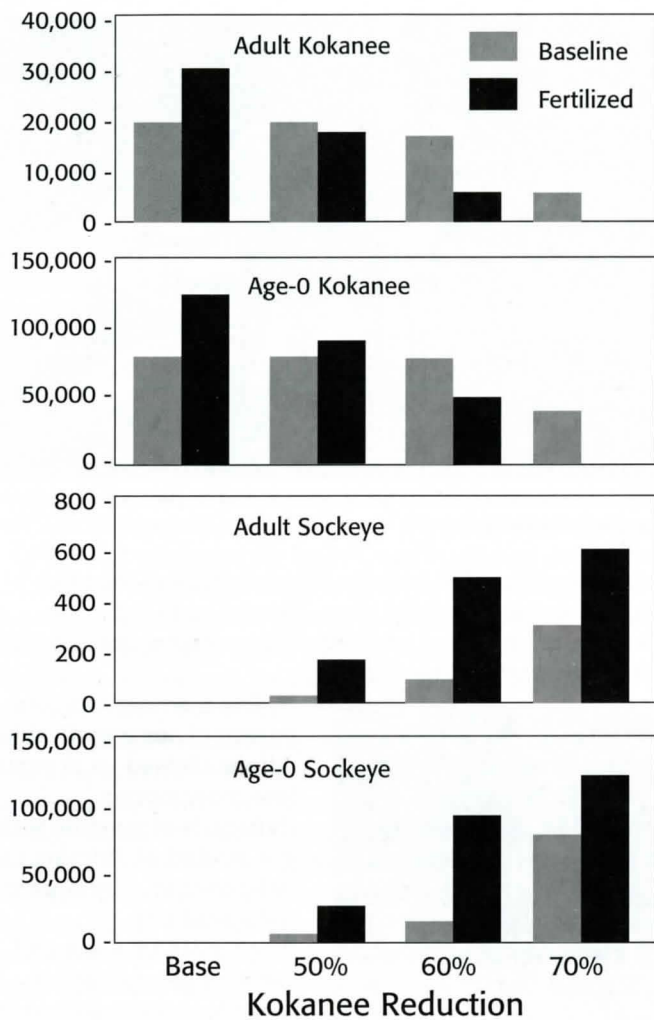 40,000 -
30,000 -
20,000 -
10,000 -
0 -
Adult Kokanee
Baseline
Fertilized
150,000 -
100,000 -
50,000 -
0 -
Age-0 Kokanee
800 -
600 -
400 -
200 -
0 -
Adult Sockeye
150,000 -
100,000 -
50,000 -
0 -
Age-0 Sockeye
Base 50% 60% 70%
Kokanee Reduction